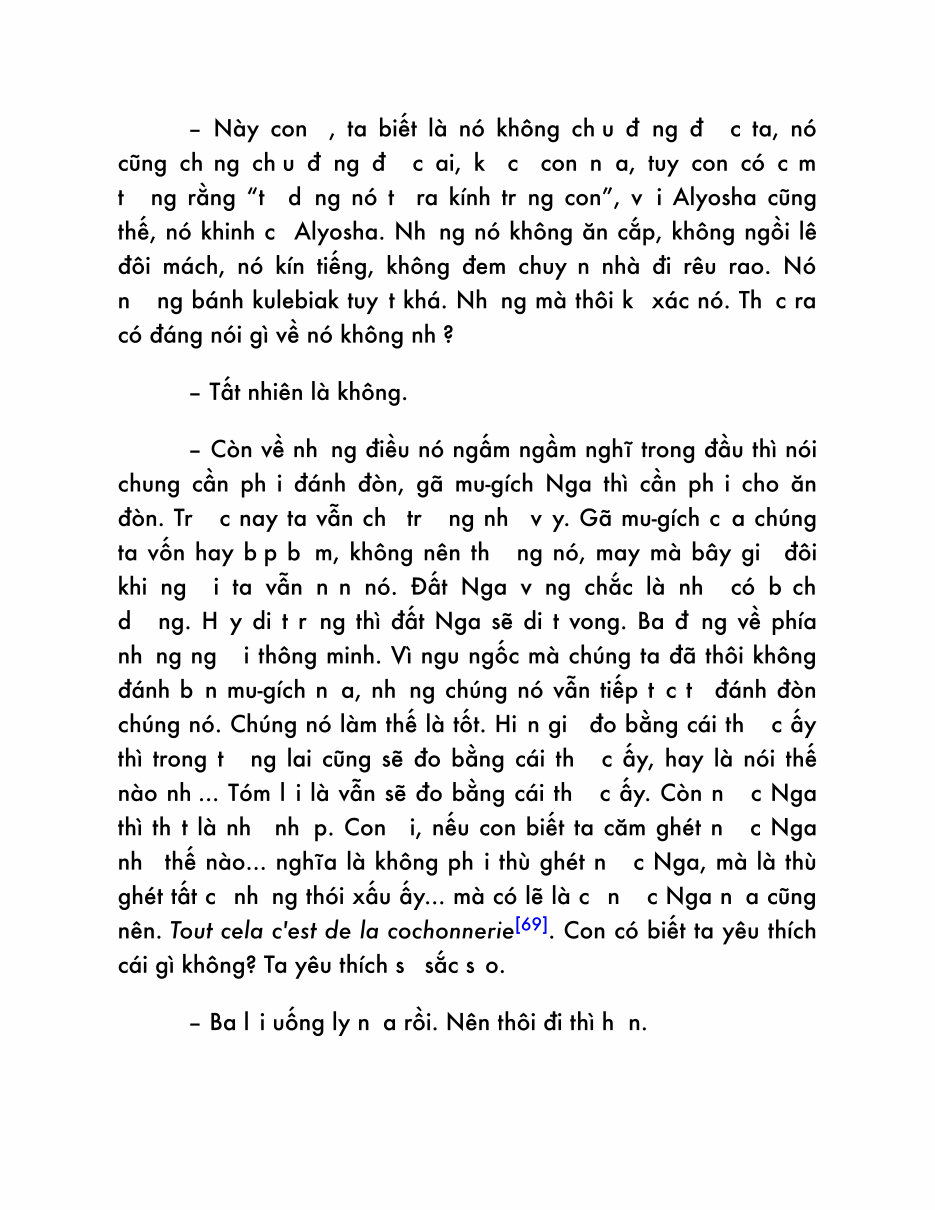 – Này con , ta biết là nó không ch u đ ng đ c ta, nó
cũng ch ng ch u đ ng đ c ai, k c con n a, tuy con có c m
t ng rằng “t d ng nó t ra kính tr ng con”, v i Alyosha cũng
thế, nó khinh c Alyosha. Nh ng nó không ăn cắp, không ngồi lê
đôi mách, nó kín tiếng, không đem chuy n nhà đi rêu rao. Nó
n ng bánh kulebiak tuy t khá. Nh ng mà thôi k xác nó. Th c ra
có đáng nói gì về nó không nh ?
– Tất nhiên là không.
– Còn về nh ng điều nó ngấm ngầm nghĩ trong đầu thì nói
chung cần ph i đánh đòn, gã mu-gích Nga thì cần ph i cho ăn
đòn. Tr c nay ta vẫn ch tr ng nh v y. Gã mu-gích c a chúng
ta vốn hay b p b m, không nên th ng nó, may mà bây gi đôi
khi ng i ta vẫn n n nó. Đất Nga v ng chắc là nh có b ch
d ng. H y di t r ng thì đất Nga sẽ di t vong. Ba đ ng về phía
nh ng ng i thông minh. Vì ngu ngốc mà chúng ta đã thôi không
đánh b n mu-gích n a, nh ng chúng nó vẫn tiếp t c t đánh đòn
chúng nó. Chúng nó làm thế là tốt. Hi n gi đo bằng cái th c ấy
thì trong t ng lai cũng sẽ đo bằng cái th c ấy, hay là nói thế
nào nh ... Tóm l i là vẫn sẽ đo bằng cái th c ấy. Còn n c Nga
thì th t là nh nh p. Con i, nếu con biết ta căm ghét n c Nga
nh thế nào... nghĩa là không ph i thù ghét n c Nga, mà là thù
ghét tất c nh ng thói xấu ấy... mà có lẽ là c n c Nga n a cũng
nên. Tout cela c'est de la cochonnerie[69]. Con có biết ta yêu thích
cái gì không? Ta yêu thích s sắc s o.
– Ba l i uống ly n a rồi. Nên thôi đi thì h n.